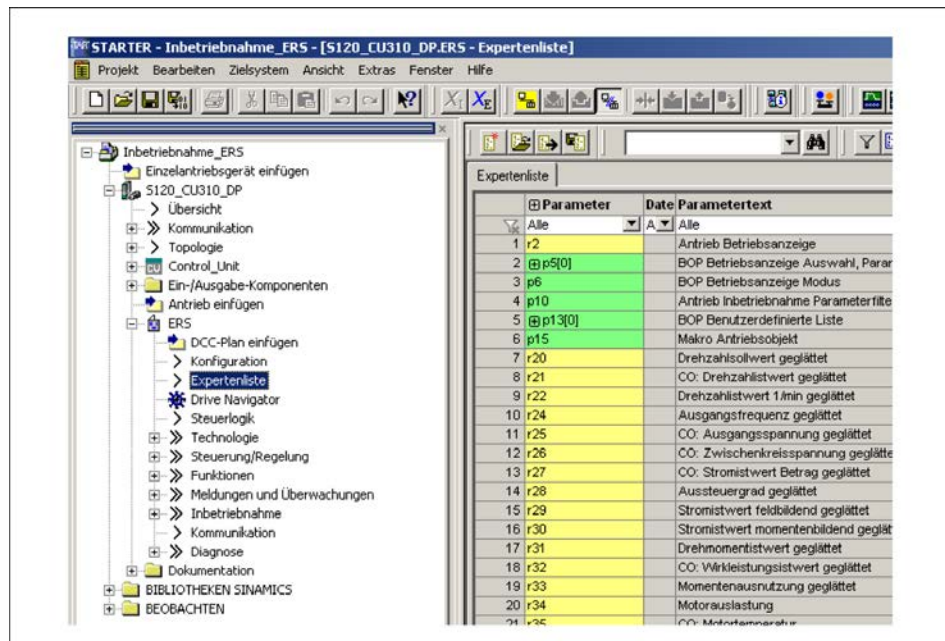 STARTER - Inbetriebnahme_ERS - [S120_CU310_DP.ERS - Expertenliste]
Projekt Bearbeiten Zielsystem Ansicht Extras Fenster Hilfe
Inbetriebnahme_ERS
Einzelantriebsgerät einfügen
S120_CU310_DP
Übersicht
Kommunikation
Topologie
Control_Unit
Ein-/Ausgabe-Komponenten
Antrieb einfügen
ERS
DCC-Plan einfügen
Konfiguration
Expertenliste
Drive Navigator
Steuerlogik
Technologie
Steuerung/Regelung
Funktionen
Meldungen und Überwachungen
Inbetriebnahme
Kommunikation
Diagnose
Dokumentation
BIBLIOTHEKEN SINAMICS
BEOBACHTEN
Expertenliste
Parameter Date Parametertext
Alle A Alle
1 r2 Antrieb Betriebsanzeige
2 p5[0] BOP Betriebsanzeige Auswahl, Parar
3 p6 BOP Betriebsanzeige Modus
4 p10 Antrieb Inbetriebnahme Parameterfilte
5 p13[0] BOP Benutzerdefinierte Liste
6 p15 Makro Antriebsobjekt
7 r20 Drehzahlsollwert geglättet
8 r21 CO: Drehzahlistwert geglättet
9 r22 Drehzahlistwert 1/min geglättet
10 r24 Ausgangsfrequenz geglättet
11 r25 CO: Ausgangsspannung geglättet
12 r26 CO: Zwischenkreisspannung geglätte
13 r27 CO: Stromistwert Betrag geglättet
14 r28 Aussteuergrad geglättet
15 r29 Stromistwert feldbildend geglättet
16 r30 Stromistwert momentenbildend geglät
17 r31 Drehmomentistwert geglättet
18 r32 CO: Wirkleistungsistwert geglättet
19 r33 Momentenausnutzung geglättet
20 r34 Motorauslastung
21 r35 CO: Motortemperatur